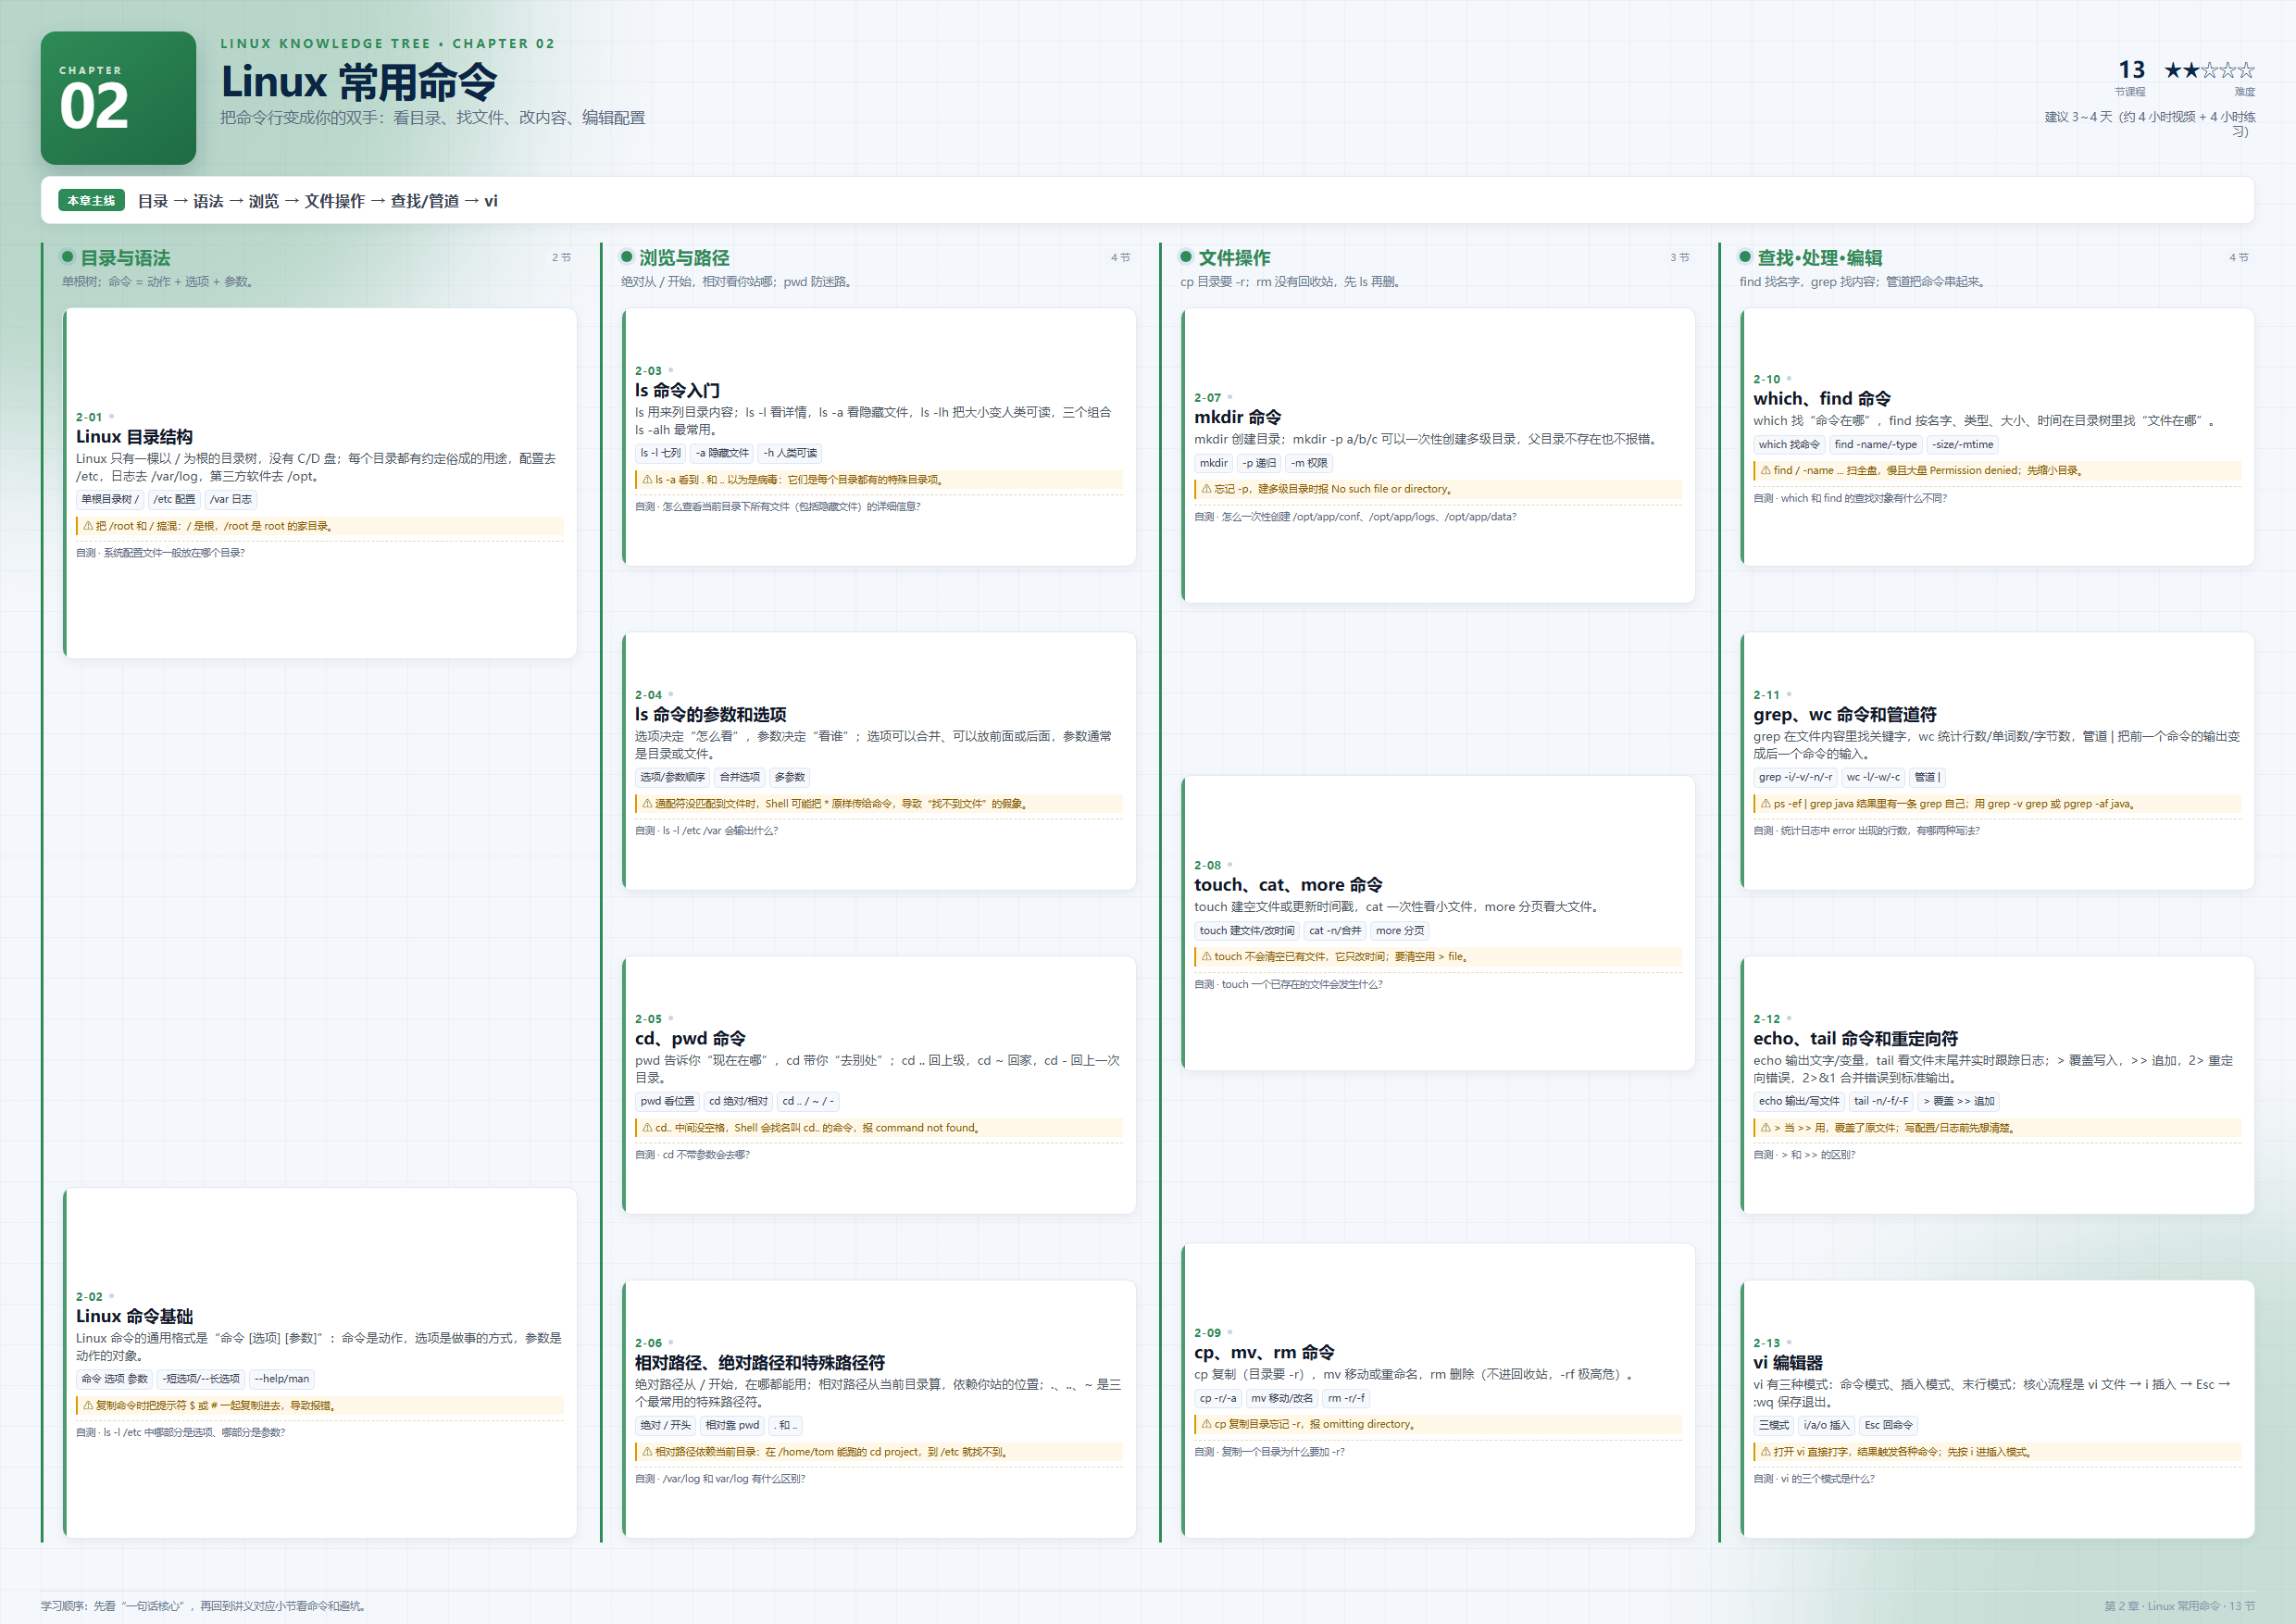 CHAPTER
02
LINUX KNOWLEDGE TREE • CHAPTER 02
Linux 常用命令
把命令行变成你的双手：看目录、找文件、改内容、编辑配置
13
节课程
★★☆☆☆
难度
建议 3~4 天（约 4 小时视频 + 4 小时练
习）
本章主线 目录 → 语法 → 浏览 → 文件操作 → 查找/管道 → vi
目录与语法 2 节
单根树；命令 = 动作 + 选项 + 参数。
2-01
Linux 目录结构
Linux 只有一棵以 / 为根的目录树，没有 C/D 盘；每个目录都有约定俗成的用途，配置去
/etc，日志去 /var/log，第三方软件去 /opt。
单根目录树 / /etc 配置 /var 日志
⚠ 把 /root 和 / 搞混：/ 是根，/root 是 root 的家目录。
自测 · 系统配置文件一般放在哪个目录？
2-02
Linux 命令基础
Linux 命令的通用格式是“命令 [选项] [参数]”：命令是动作，选项是做事的方式，参数是
动作的对象。
命令 选项 参数 -短选项/--长选项 --help/man
⚠ 复制命令时把提示符 $ 或 # 一起复制进去，导致报错。
自测 · ls -l /etc 中哪部分是选项、哪部分是参数？
浏览与路径 4 节
绝对从 / 开始，相对看你站哪；pwd 防迷路。
2-03
ls 命令入门
ls 用来列目录内容；ls -l 看详情，ls -a 看隐藏文件，ls -lh 把大小变人类可读，三个组合
ls -alh 最常用。
ls -l 七列 -a 隐藏文件 -h 人类可读
⚠ ls -a 看到 . 和 .. 以为是病毒：它们是每个目录都有的特殊目录项。
自测 · 怎么查看当前目录下所有文件（包括隐藏文件）的详细信息？
2-04
ls 命令的参数和选项
选项决定“怎么看”，参数决定“看谁”；选项可以合并、可以放前面或后面，参数通常
是目录或文件。
选项/参数顺序 合并选项 多参数
⚠ 通配符没匹配到文件时，Shell 可能把 * 原样传给命令，导致“找不到文件”的假象。
自测 · ls -l /etc /var 会输出什么？
2-05
cd、pwd 命令
pwd 告诉你“现在在哪”，cd 带你“去别处”；cd .. 回上级，cd ~ 回家，cd - 回上一次
目录。
pwd 看位置 cd 绝对/相对 cd .. / ~ / -
⚠ cd.. 中间没空格，Shell 会找名叫 cd.. 的命令，报 command not found。
自测 · cd 不带参数会去哪？
2-06
相对路径、绝对路径和特殊路径符
绝对路径从 / 开始，在哪都能用；相对路径从当前目录算，依赖你站的位置；.、..、~ 是三
个最常用的特殊路径符。
绝对 / 开头 相对靠 pwd . 和 ..
⚠ 相对路径依赖当前目录：在 /home/tom 能跑的 cd project，到 /etc 就找不到。
自测 · /var/log 和 var/log 有什么区别？
文件操作 3 节
cp 目录要 -r；rm 没有回收站，先 ls 再删。
2-07
mkdir 命令
mkdir 创建目录；mkdir -p a/b/c 可以一次性创建多级目录，父目录不存在也不报错。
mkdir -p 递归 -m 权限
⚠ 忘记 -p，建多级目录时报 No such file or directory。
自测 · 怎么一次性创建 /opt/app/conf、/opt/app/logs、/opt/app/data？
2-08
touch、cat、more 命令
touch 建空文件或更新时间戳，cat 一次性看小文件，more 分页看大文件。
touch 建文件/改时间 cat -n/合并 more 分页
⚠ touch 不会清空已有文件，它只改时间；要清空用 > file。
自测 · touch 一个已存在的文件会发生什么？
2-09
cp、mv、rm 命令
cp 复制（目录要 -r），mv 移动或重命名，rm 删除（不进回收站，-rf 极高危）。
cp -r/-a mv 移动/改名 rm -r/-f
⚠ cp 复制目录忘记 -r，报 omitting directory。
自测 · 复制一个目录为什么要加 -r？
查找•处理•编辑 4 节
find 找名字，grep 找内容；管道把命令串起来。
2-10
which、find 命令
which 找“命令在哪”，find 按名字、类型、大小、时间在目录树里找“文件在哪”。
which 找命令 find -name/-type -size/-mtime
⚠ find / -name ... 扫全盘，慢且大量 Permission denied；先缩小目录。
自测 · which 和 find 的查找对象有什么不同？
2-11
grep、wc 命令和管道符
grep 在文件内容里找关键字，wc 统计行数/单词数/字节数，管道 | 把前一个命令的输出变
成后一个命令的输入。
grep -i/-v/-n/-r wc -l/-w/-c 管道 |
⚠ ps -ef | grep java 结果里有一条 grep 自己；用 grep -v grep 或 pgrep -af java。
自测 · 统计日志中 error 出现的行数，有哪两种写法？
2-12
echo、tail 命令和重定向符
echo 输出文字/变量，tail 看文件末尾并实时跟踪日志；> 覆盖写入，>> 追加，2> 重定
向错误，2>&1 合并错误到标准输出。
echo 输出/写文件 tail -n/-f/-F > 覆盖 >> 追加
⚠ > 当 >> 用，覆盖了原文件；写配置/日志前先想清楚。
自测 · > 和 >> 的区别？
2-13
vi 编辑器
vi 有三种模式：命令模式、插入模式、末行模式；核心流程是 vi 文件 → i 插入 → Esc →
:wq 保存退出。
三模式 i/a/o 插入 Esc 回命令
⚠ 打开 vi 直接打字，结果触发各种命令；先按 i 进插入模式。
自测 · vi 的三个模式是什么？
学习顺序：先看“一句话核心”，再回到讲义对应小节看命令和避坑。
第 2 章 · Linux 常用命令 · 13 节